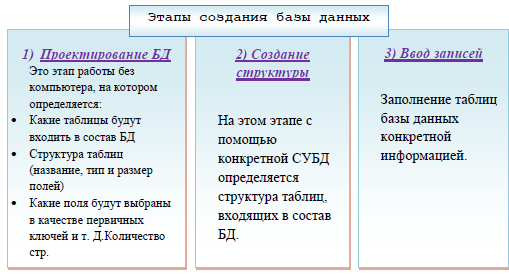 Этапы создания базы данных
1) Проектирование БД
Это этап работы без
компьютера, на котором
определяется:
• Какие таблицы будут
входить в состав БД
• Структура таблиц
(название, тип и размер
полей)
• Какие поля будут выбраны
в качестве первичных
ключей и т. Д.Количество
стр.
2) Создание
структуры
На этом этапе с
помощью
конкретной СУБД
определяется
структура таблиц,
входящих в состав
БД.
3) Ввод записей
Заполнение таблиц
базы данных
конкретной
информацией.